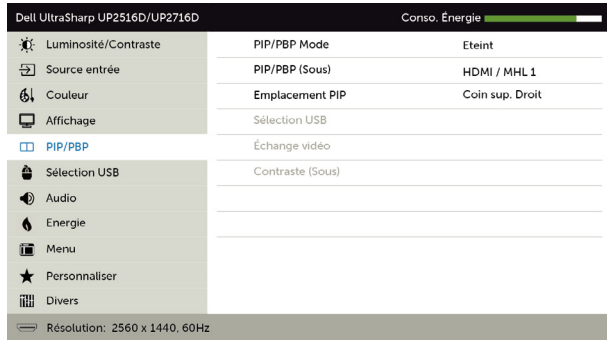 Dell UltraSharp UP2516D/UP2716D Conso. Énergie
Luminosité/Contraste
Source entrée
Couleur
Affichage
PIP/PBP
Sélection USB
Audio
Energie
Menu
Personnaliser
Divers
PIP/PBP Mode Eteint
PIP/PBP (Sous) HDMI / MHL 1
Emplacement PIP Coin sup. Droit
Sélection USB
Échange vidéo
Contraste (Sous)
Résolution: 2560 x 1440, 60Hz